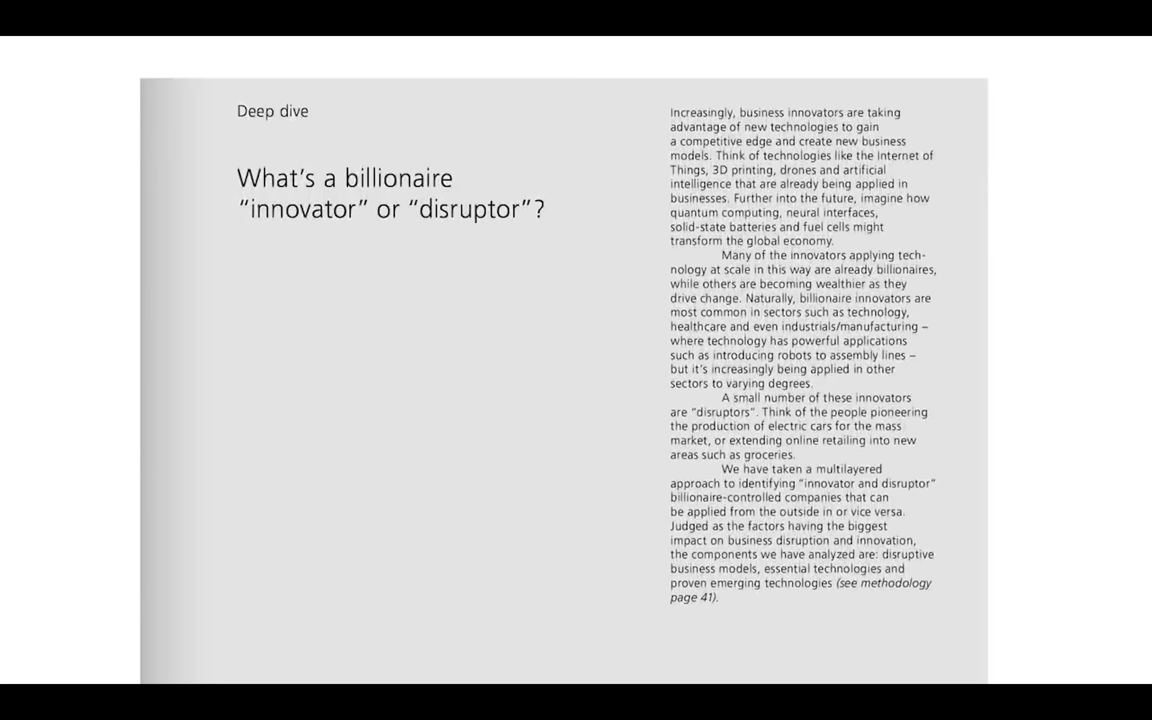 Deep dive
What's a billionaire
“innovator” or “disruptor”?
Increasingly, business innovators are taking
advantage of new technologies to gain
a competitive edge and create new business
models. Think of technologies like the Internet of
Things, 3D printing, drones and artificial
intelligence that are already being applied in
businesses. Further into the future, imagine how
quantum computing, neural interfaces,
solid-state batteries and fuel cells might
transform the global economy.
Many of the innovators applying tech-
nology at scale in this way are already billionaires,
while others are becoming wealthier as they
drive change. Naturally, billionaire innovators are
most common in sectors such as technology,
healthcare and even industrials/manufacturing –
where technology has powerful applications
such as introducing robots to assembly lines –
but it's increasingly being applied in other
sectors to varying degrees.
A small number of these innovators
are “disruptors”. Think of the people pioneering
the production of electric cars for the mass
market, or extending online retailing into new
areas such as groceries.
We have taken a multilayered
approach to identifying “innovator and disruptor”
billionaire-controlled companies that can
be applied from the outside in or vice versa.
Judged as the factors having the biggest
impact on business disruption and innovation,
the components we have analyzed are: disruptive
business models, essential technologies and
proven emerging technologies (see methodology
page 41).